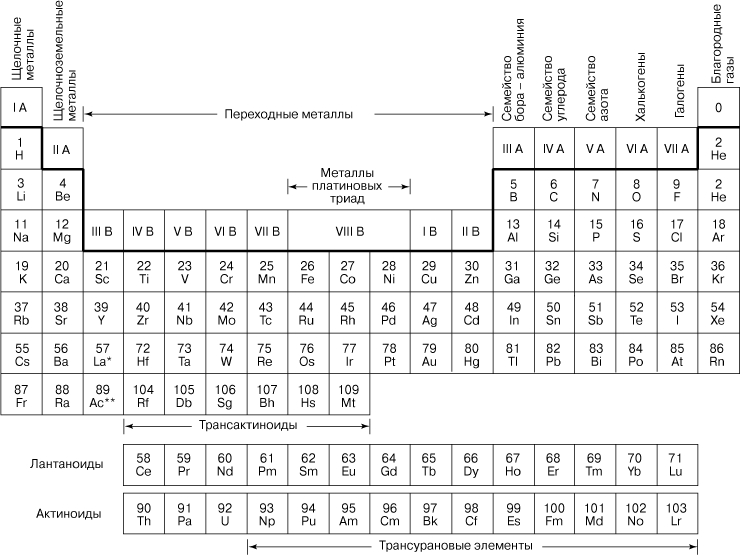 Щелочные металлы
Щелочноземельные металлы
Семейство бора – алюминия
Семейство углерода
Семейство азота
Халькогены
Галогены
Благородные газы
I A
Переходные металлы
0
1 H
II A
III A IV A V A VI A VII A
2 He
Металлы платиновых триад
3 Li 4 Be 5 B 6 C 7 N 8 O 9 F 2 He
11 Na 12 Mg III B IV B V B VI B VII B VIII B I B II B 13 Al 14 Si 15 P 16 S 17 Cl 18 Ar
19 K 20 Ca 21 Sc 22 Ti 23 V 24 Cr 25 Mn 26 Fe 27 Co 28 Ni 29 Cu 30 Zn 31 Ga 32 Ge 33 As 34 Se 35 Br 36 Kr
37 Rb 38 Sr 39 Y 40 Zr 41 Nb 42 Mo 43 Tc 44 Ru 45 Rh 46 Pd 47 Ag 48 Cd 49 In 50 Sn 51 Sb 52 Te 53 I 54 Xe
55 Cs 56 Ba 57 La* 72 Hf 73 Ta 74 W 75 Re 76 Os 77 Ir 78 Pt 79 Au 80 Hg 81 Tl 82 Pb 83 Bi 84 Po 85 At 86 Rn
87 Fr 88 Ra 89 Ac** 104 Rf 105 Db 106 Sg 107 Bh 108 Hs 109 Mt
Трансактиноиды
Лантаноиды 58 Ce 59 Pr 60 Nd 61 Pm 62 Sm 63 Eu 64 Gd 65 Tb 66 Dy 67 Ho 68 Er 69 Tm 70 Yb 71 Lu
Актиноиды 90 Th 91 Pa 92 U 93 Np 94 Pu 95 Am 96 Cm 97 Bk 98 Cf 99 Es 100 Fm 101 Md 102 No 103 Lr
Трансурановые элементы